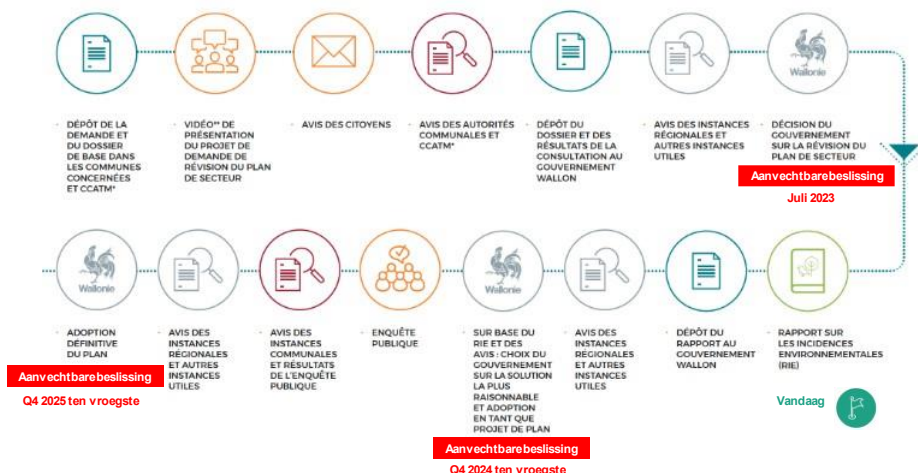 Wallonie
DÉPÔT DE LA
DEMANDE ET
DU DOSSIER
DE BASE DANS
LES COMMUNES
CONCERNÉES
ET CCATM*
VIDÉO** DE
PRÉSENTATION
DU PROJET DE
DEMANDE DE
RÉVISION DU PLAN
DE SECTEUR
AVIS DES CITOYENS
AVIS DES AUTORITÉS
COMMUNALES ET
CCATM*
DÉPÔT DU
DOSSIER ET DES
RÉSULTATS DE LA
CONSULTATION AU
GOUVERNEMENT
WALLON
AVIS DES INSTANCES
RÉGIONALES ET
AUTRES INSTANCES
UTILES
DÉCISION DU
GOUVERNEMENT
SUR LA RÉVISION DU
PLAN DE SECTEUR
Aanvechtbare beslissing
Juli 2023
Wallonie
ADOPTION
DÉFINITIVE
DU PLAN
Aanvechtbare beslissing
Q4 2025 ten vroegste
AVIS DES
INSTANCES
RÉGIONALES
ET AUTRES
INSTANCES
UTILES
AVIS DES
INSTANCES
COMMUNALES
ET RÉSULTATS
DE L'ENQUÊTE
PUBLIQUE
ENQUÊTE
PUBLIQUE
Wallonie
SUR BASE DU
RIE ET DES
AVIS : CHOIX DU
GOUVERNEMENT
SUR LA SOLUTION
LA PLUS
RAISONNABLE
ET ADOPTION
EN TANT QUE
PROJET DE PLAN
Aanvechtbare beslissing
Q4 2024 ten vroegste
AVIS DES
INSTANCES
RÉGIONALES
ET AUTRES
INSTANCES
UTILES
DÉPÔT DU
RAPPORT AU
GOUVERNEMENT
WALLON
RAPPORT SUR
LES INCIDENCES
ENVIRONNEMENTALES
(RIE)
Vandaag